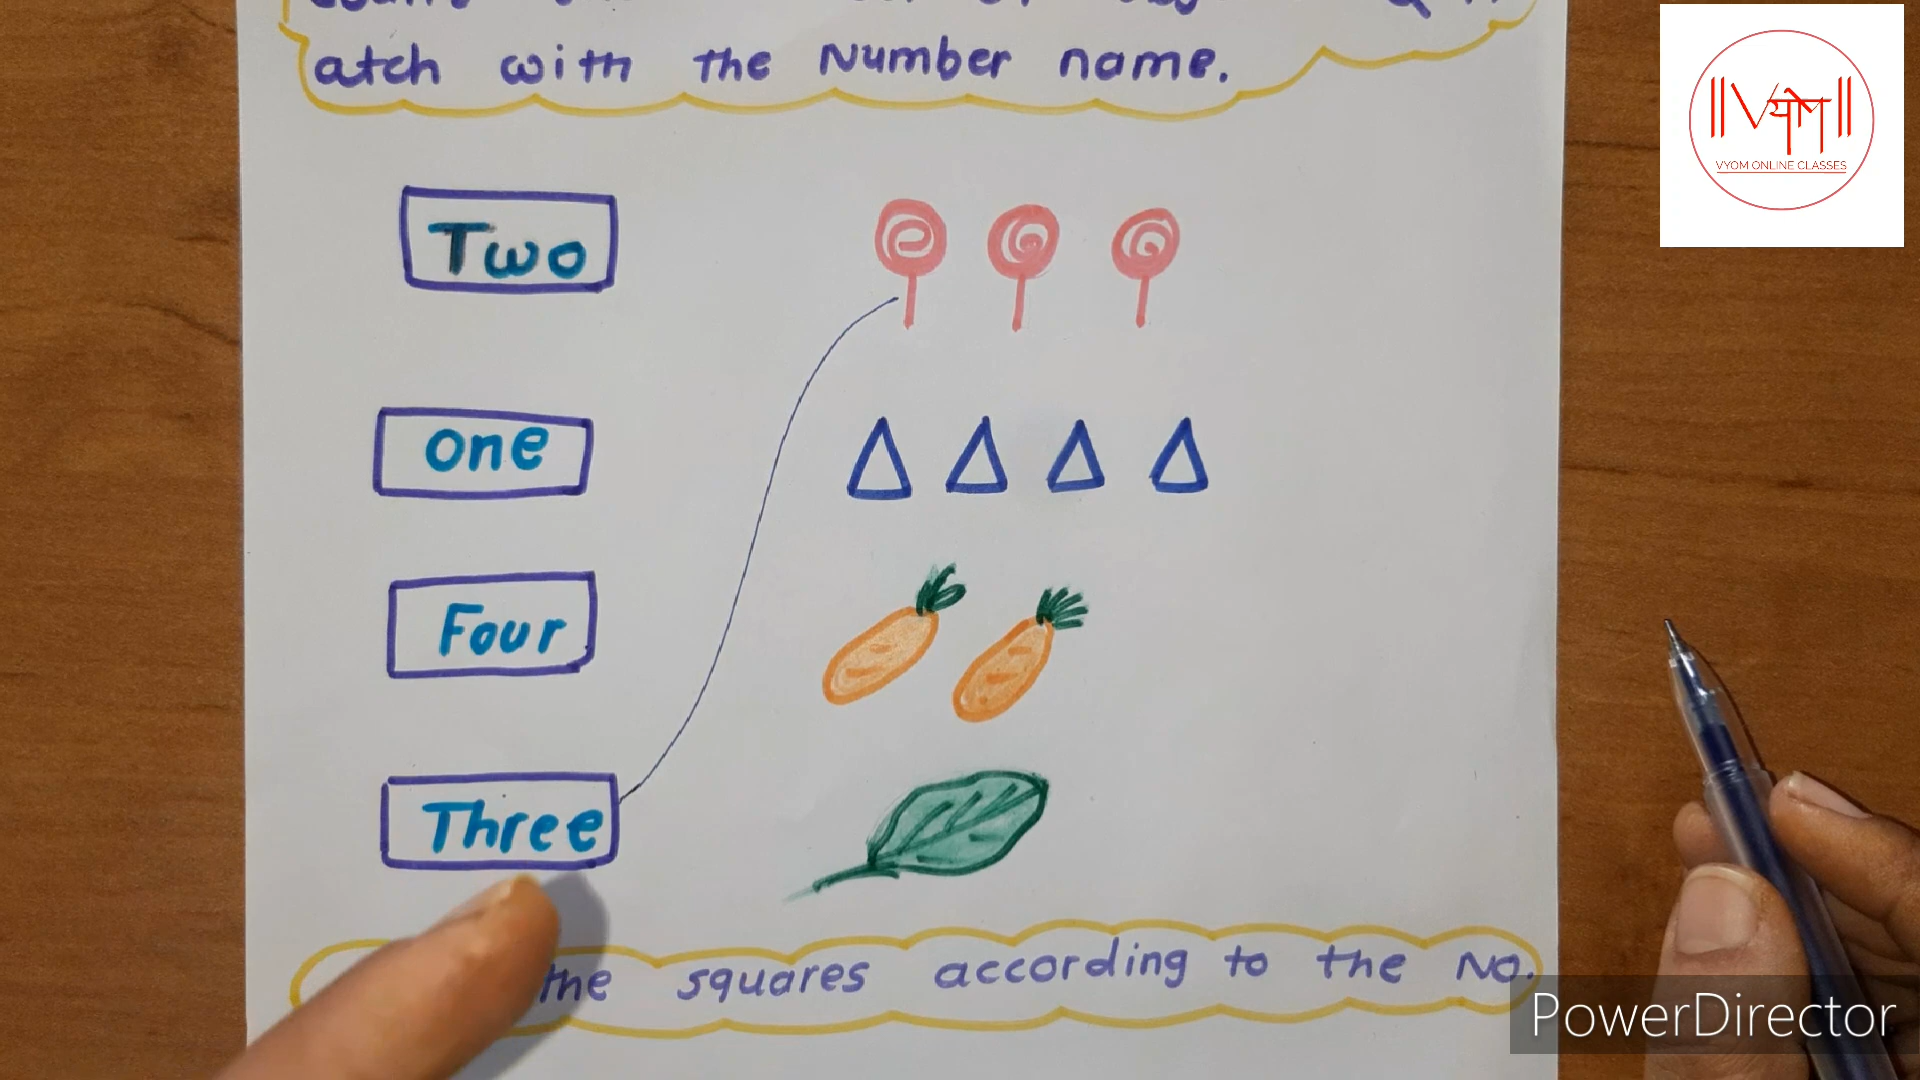 atch with the Number name.
Two
one
Four
Three
the squares according to the No.
||Vयोम||
VYOM ONLINE CLASSES
PowerDirector